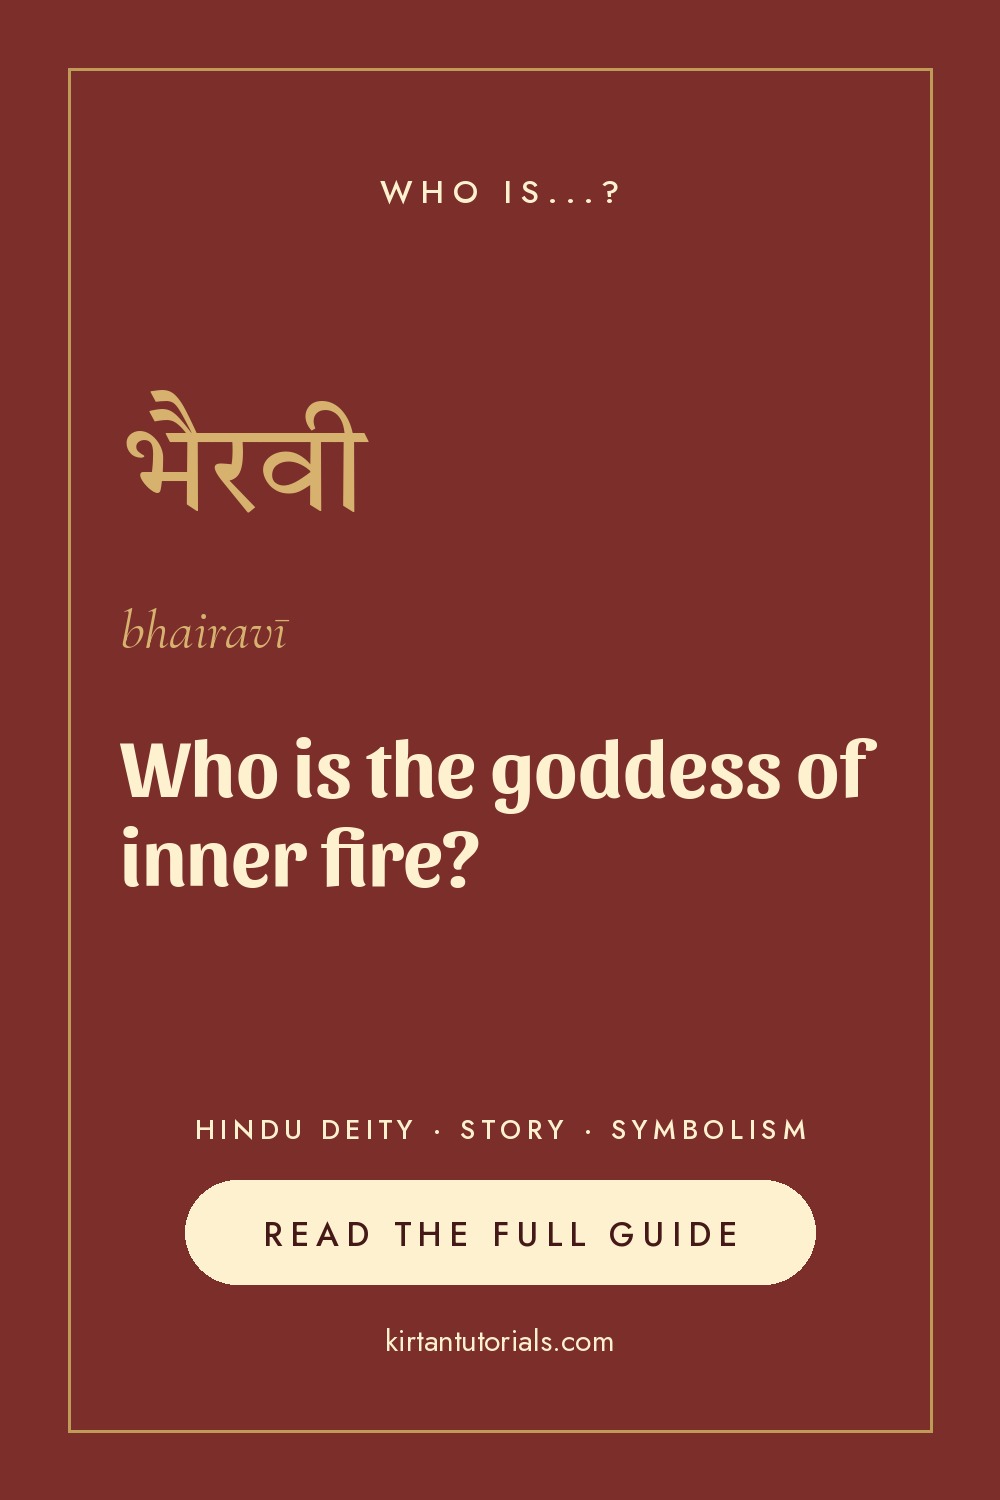 WHO IS...?
भैरवी
bhairavī
Who is the goddess of
inner fire?
HINDU DEITY · STORY · SYMBOLISM
READ THE FULL GUIDE
kirtantutorials.com